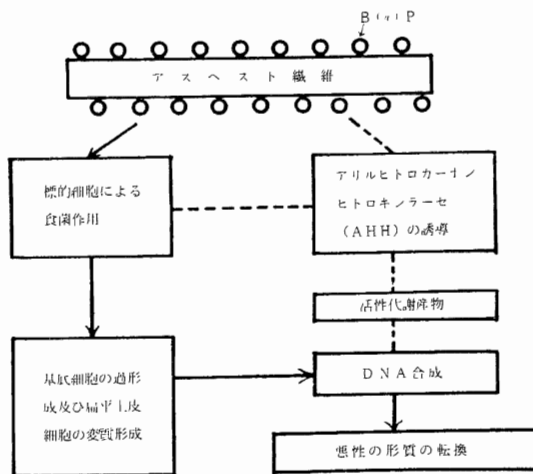 B(α)P
アスベスト繊維
標的細胞による
食菌作用
アリルヒドロカーボン
ヒドロキシラーゼ
(AHH)の誘導
活性代謝産物
基底細胞の過形
成及び扁平上皮
細胞の変質形成
DNA合成
悪性の形質の転換